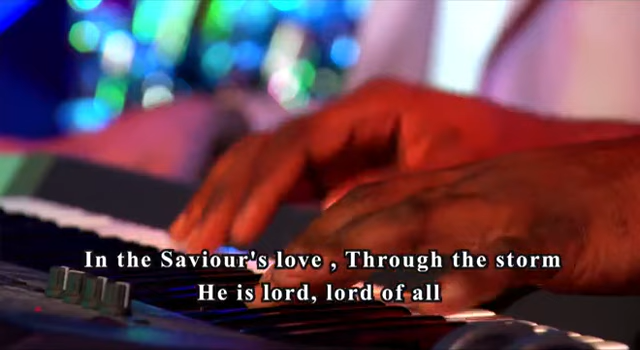 In the Saviour's love , Through the storm
He is lord, lord of all